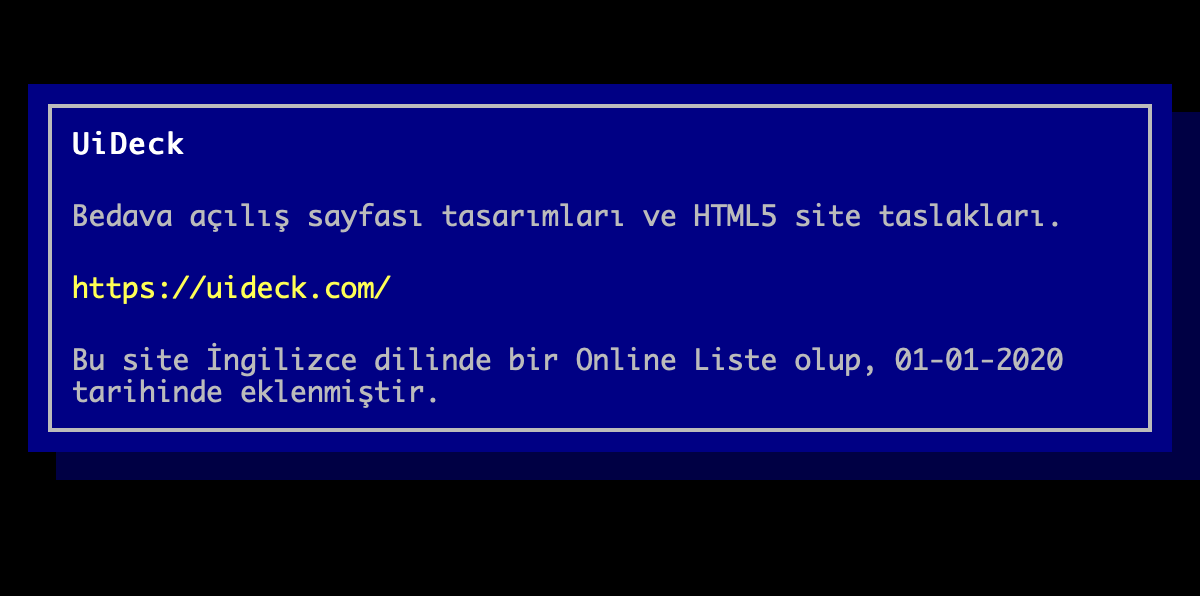 UiDeck
Bedava açılış sayfası tasarımları ve HTML5 site taslakları.
https://uideck.com/
Bu site İngilizce dilinde bir Online Liste olup, 01-01-2020
tarihinde eklenmiştir.